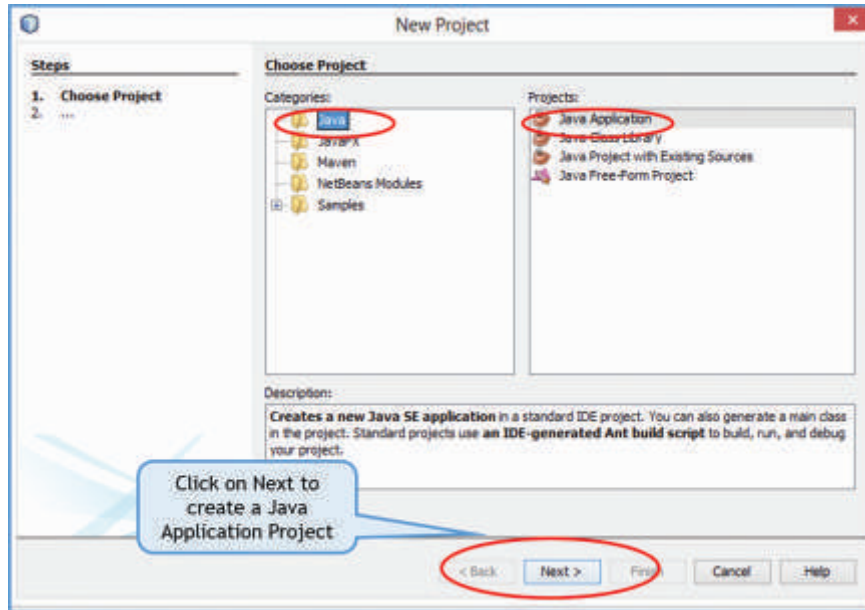 New Project
Steps
1. Choose Project
2. ...
Choose Project
Categories:
Java
JavaFX
Maven
NetBeans Modules
Samples
Projects:
Java Application
Java Class Library
Java Project with Existing Sources
Java Free-Form Project
Description:
Creates a new Java SE application in a standard IDE project. You can also generate a main class
in the project. Standard projects use an IDE-generated Ant build script to build, run, and debug
your project.
Click on Next to
create a Java
Application Project
< Back Next > Finish Cancel Help